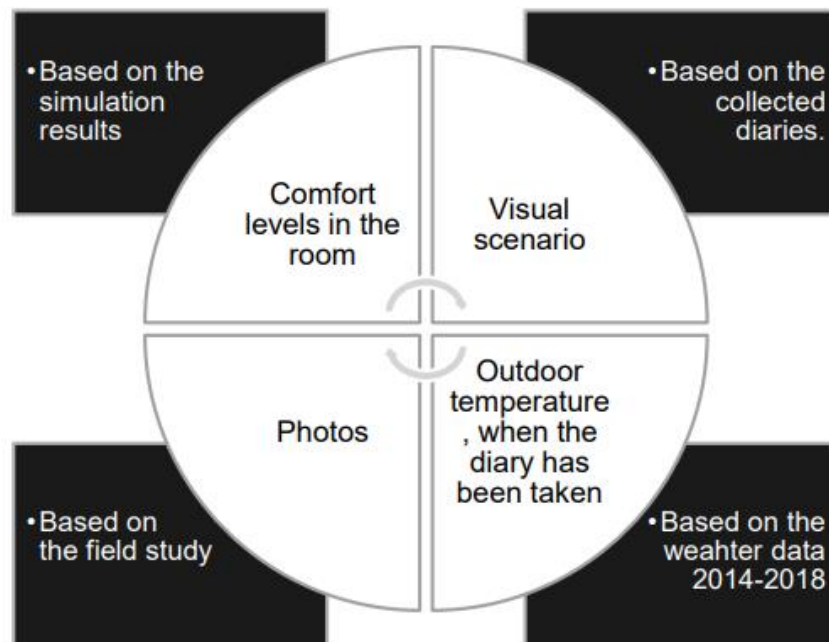 •Based on the
simulation
results
•Based on the
collected
diaries.
Comfort
levels in the
room
Visual
scenario
Photos
Outdoor
temperature
, when the
diary has
been taken
•Based on
the field study
•Based on the
weahter data
2014-2018